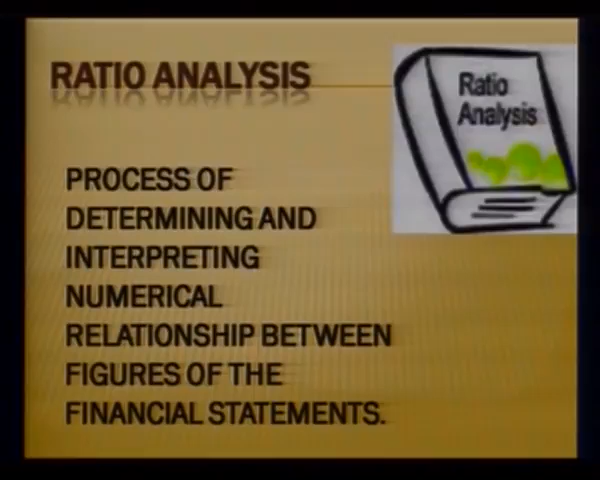 RATIO ANALYSIS
Ratio
Analysis
PROCESS OF
DETERMINING AND
INTERPRETING
NUMERICAL
RELATIONSHIP BETWEEN
FIGURES OF THE
FINANCIAL STATEMENTS.